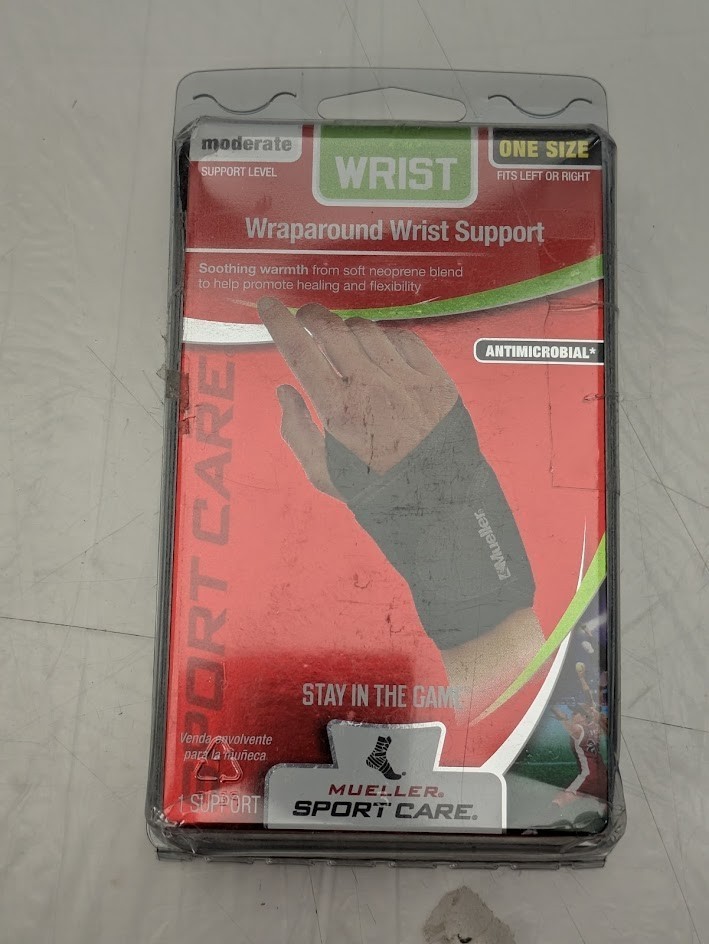 moderate
SUPPORT LEVEL
WRIST
ONE SIZE
FITS LEFT OR RIGHT
Wraparound Wrist Support
Soothing warmth from soft neoprene blend
to help promote healing and flexibility
ANTIMICROBIAL*
SPORT CARE
Mueller
STAY IN THE GAME
Venda envolvente
para la muñeca
1 SUPPORT
MUELLER®
SPORT CARE®